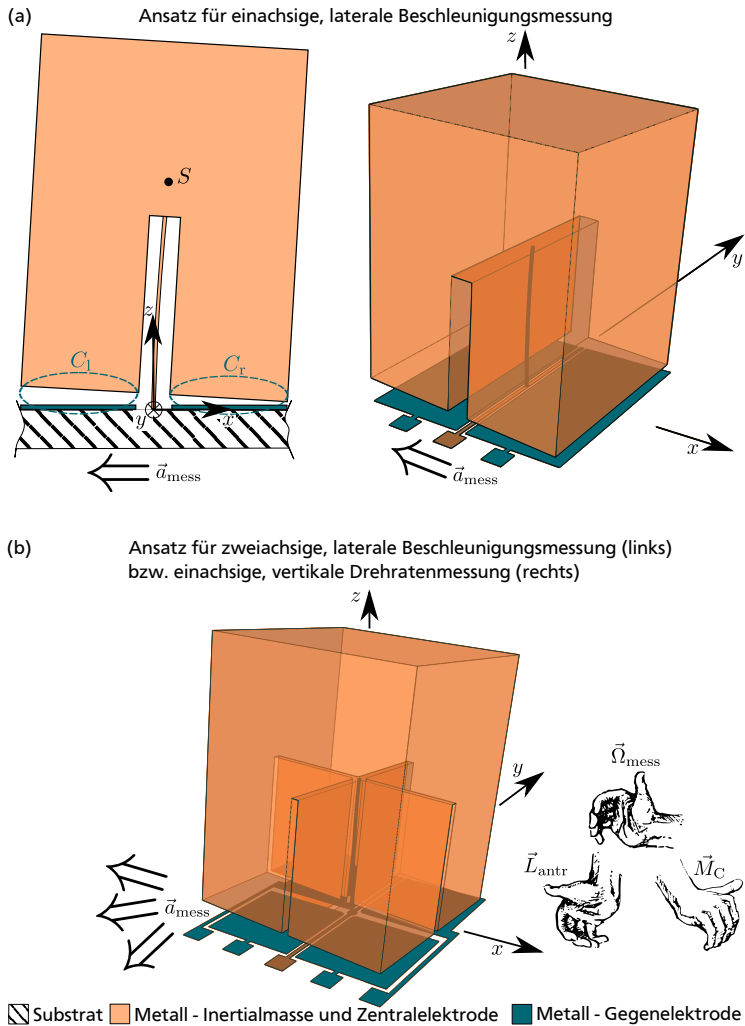 (a) Ansatz für einachsige, laterale Beschleunigungsmessung
z
S
z
C_l
C_r
y
x
a⃗_mess
z
y
x
a⃗_mess
(b) Ansatz für zweiachsige, laterale Beschleunigungsmessung (links)
bzw. einachsige, vertikale Drehratenmessung (rechts)
z
y
x
a⃗_mess
Ω⃗_mess
L⃗_antr
M⃗_C
Substrat
Metall - Inertialmasse und Zentralelektrode
Metall - Gegenelektrode